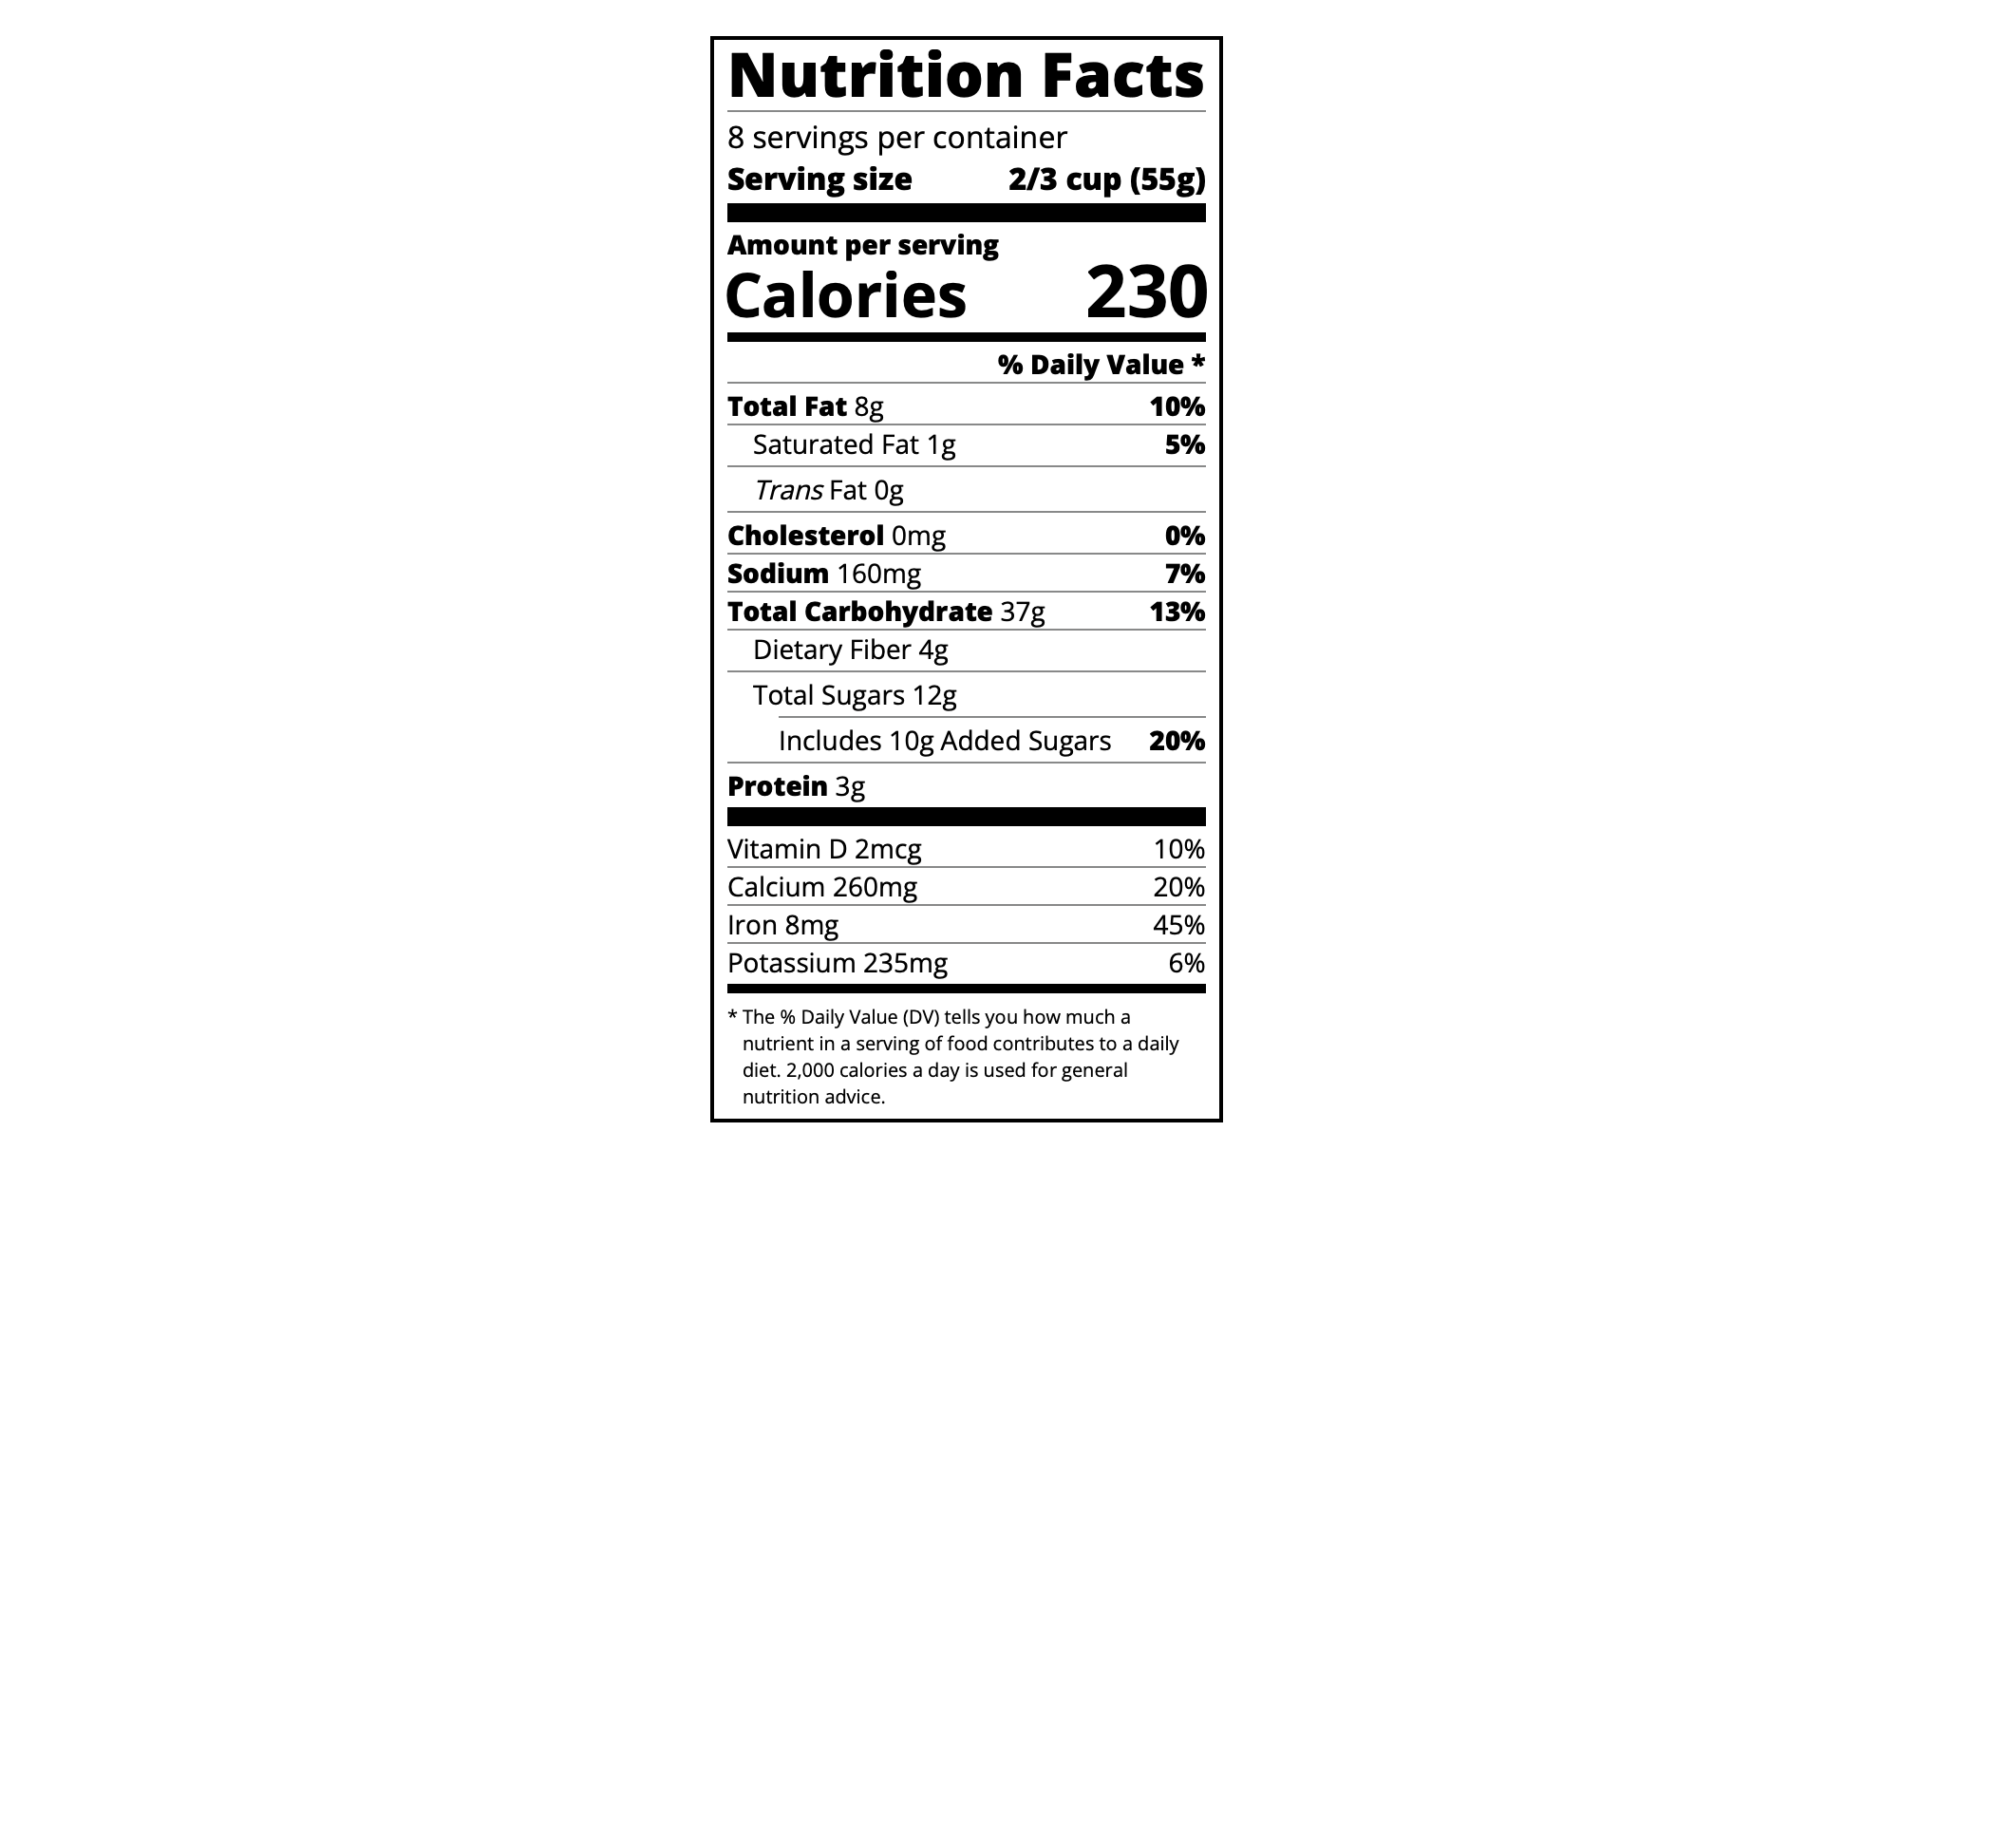 Nutrition Facts
8 servings per container
Serving size 2/3 cup (55g)
Amount per serving
Calories 230
% Daily Value *
Total Fat 8g 10%
Saturated Fat 1g 5%
Trans Fat 0g
Cholesterol 0mg 0%
Sodium 160mg 7%
Total Carbohydrate 37g 13%
Dietary Fiber 4g
Total Sugars 12g
Includes 10g Added Sugars 20%
Protein 3g
Vitamin D 2mcg 10%
Calcium 260mg 20%
Iron 8mg 45%
Potassium 235mg 6%
* The % Daily Value (DV) tells you how much a
nutrient in a serving of food contributes to a daily
diet. 2,000 calories a day is used for general
nutrition advice.